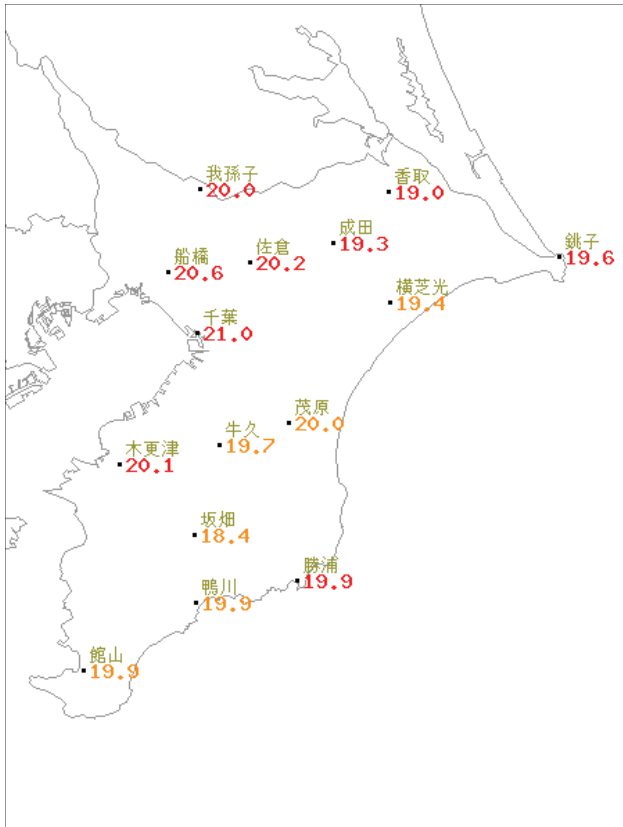 我孫子
20.0
香取
19.0
成田
19.3
佐倉
20.2
船橋
20.6
銚子
19.6
横芝光
19.4
千葉
21.0
茂原
20.0
牛久
19.7
木更津
20.1
坂畑
18.4
勝浦
19.9
鴨川
19.9
館山
19.9